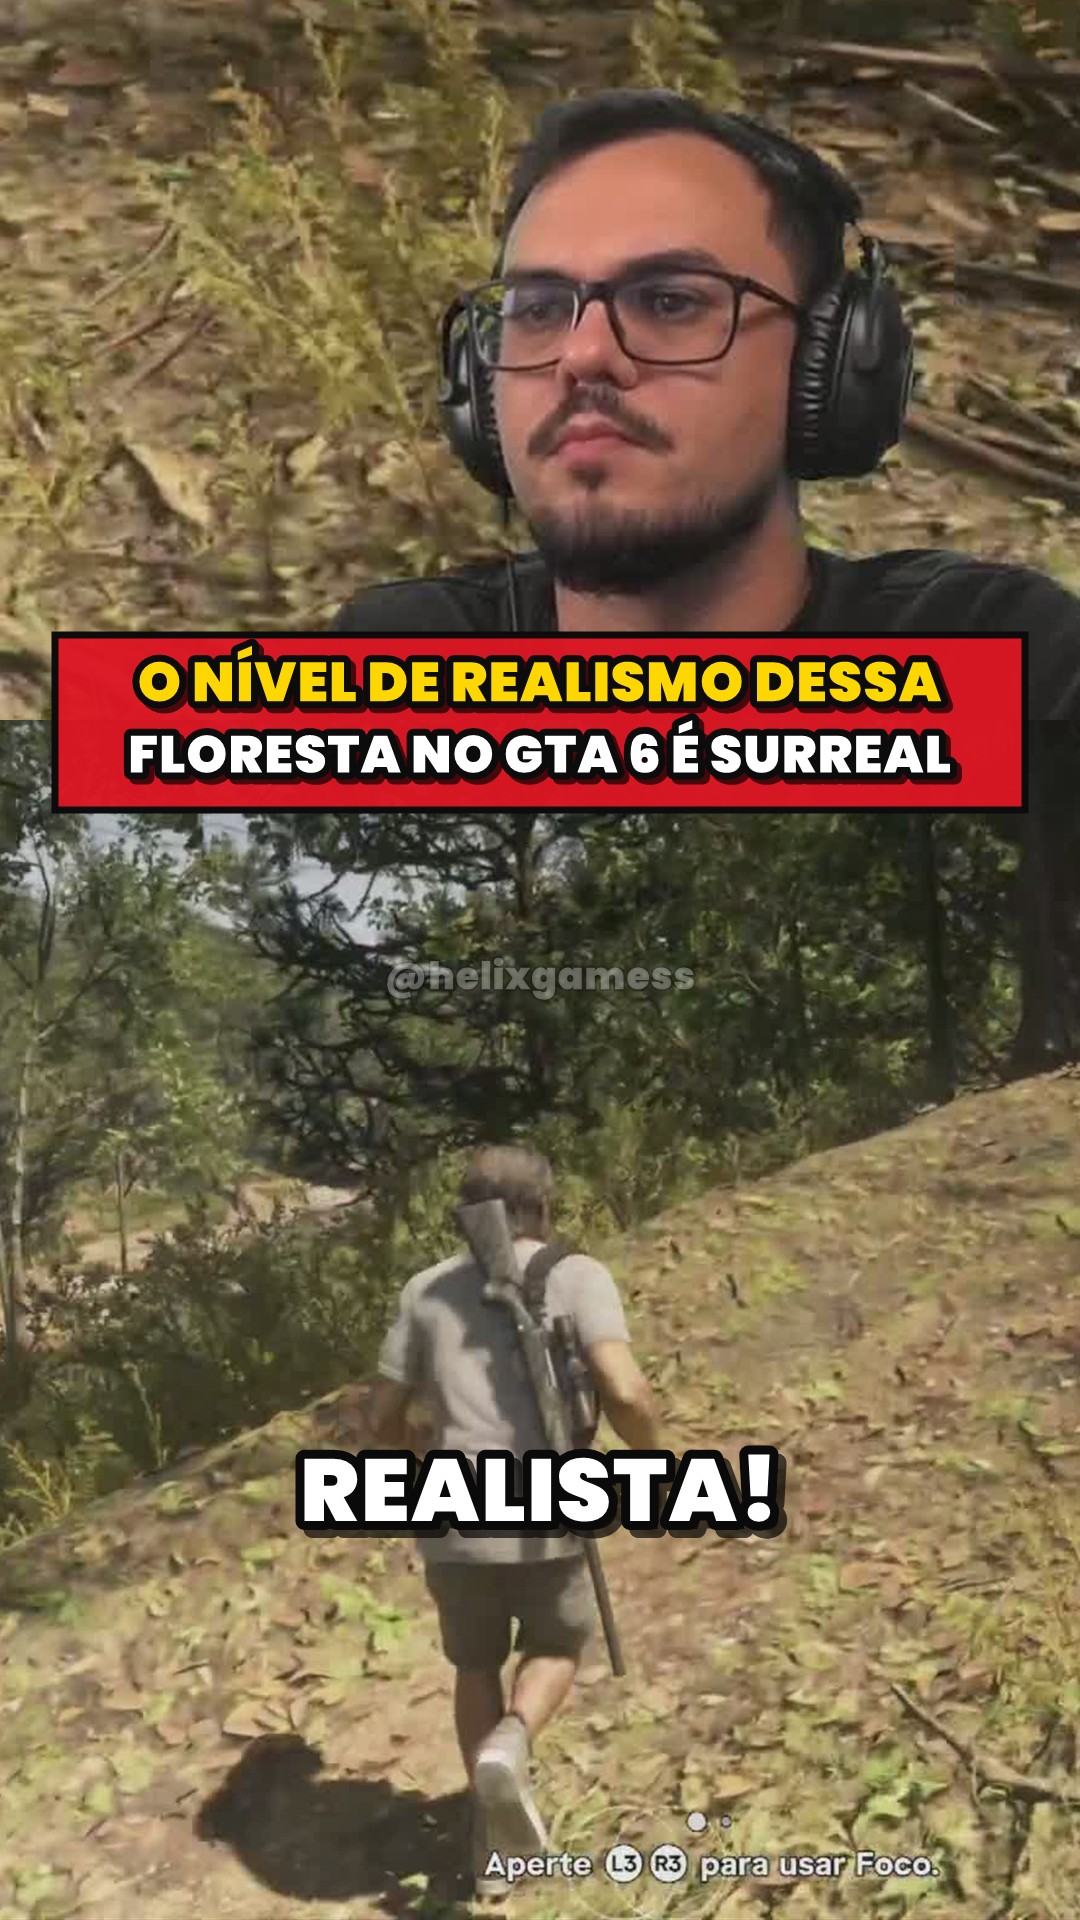 O NÍVEL DE REALISMO DESSA
FLORESTA NO GTA 6 É SURREAL
@helixgamess
REALISTA!
Aperte L3 R3 para usar Foco.